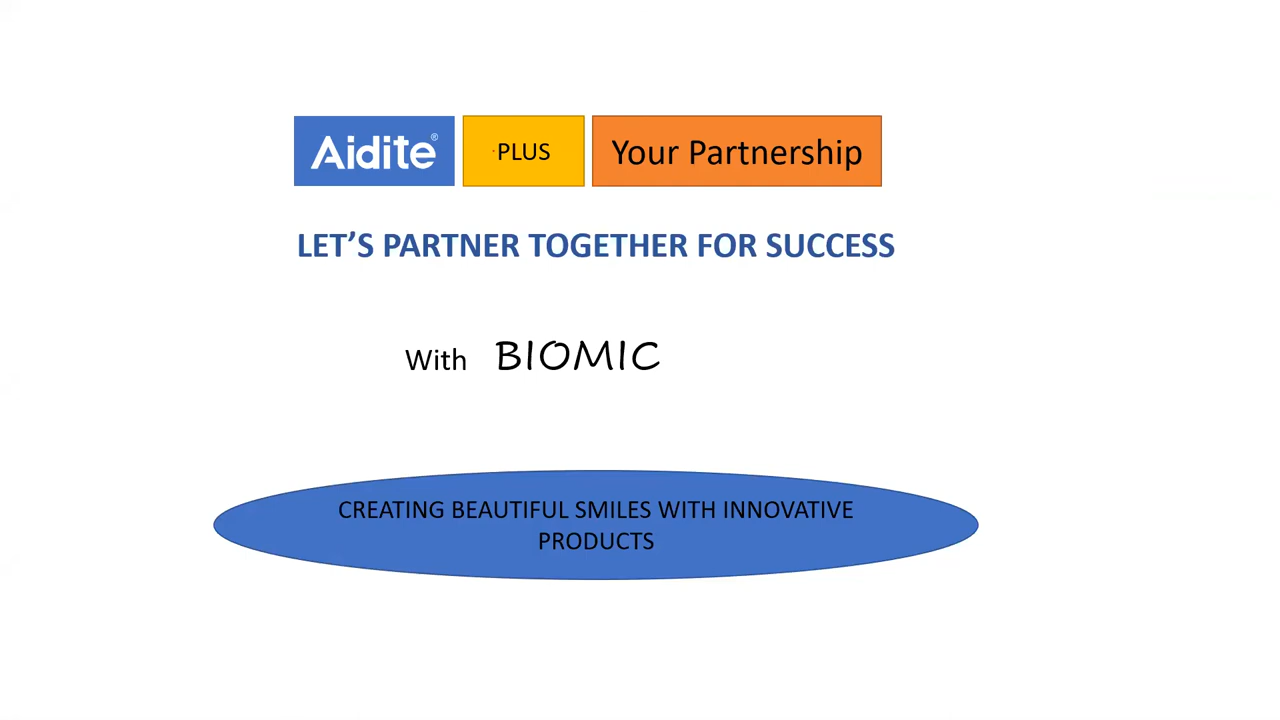 Aidite® PLUS Your Partnership
LET’S PARTNER TOGETHER FOR SUCCESS
With BIOMIC
CREATING BEAUTIFUL SMILES WITH INNOVATIVE
PRODUCTS